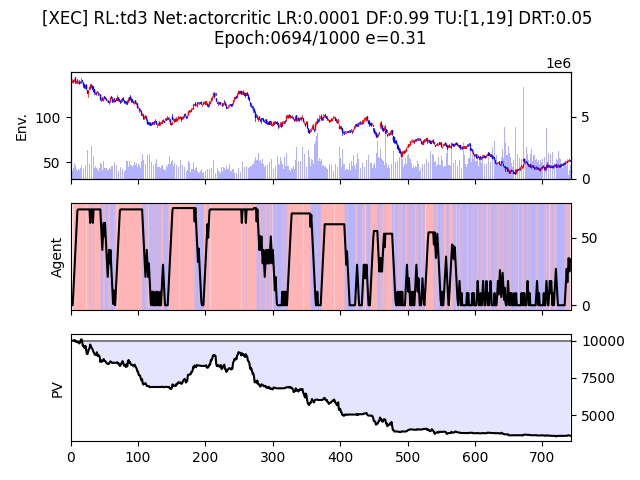 [XEC] RL:td3 Net:actorcritic LR:0.0001 DF:0.99 TU:[1,19] DRT:0.05
Epoch:0694/1000 e=0.31
1e6
Env.
100
50
5
0
Agent
50
0
PV
10000
7500
5000
0 100 200 300 400 500 600 700